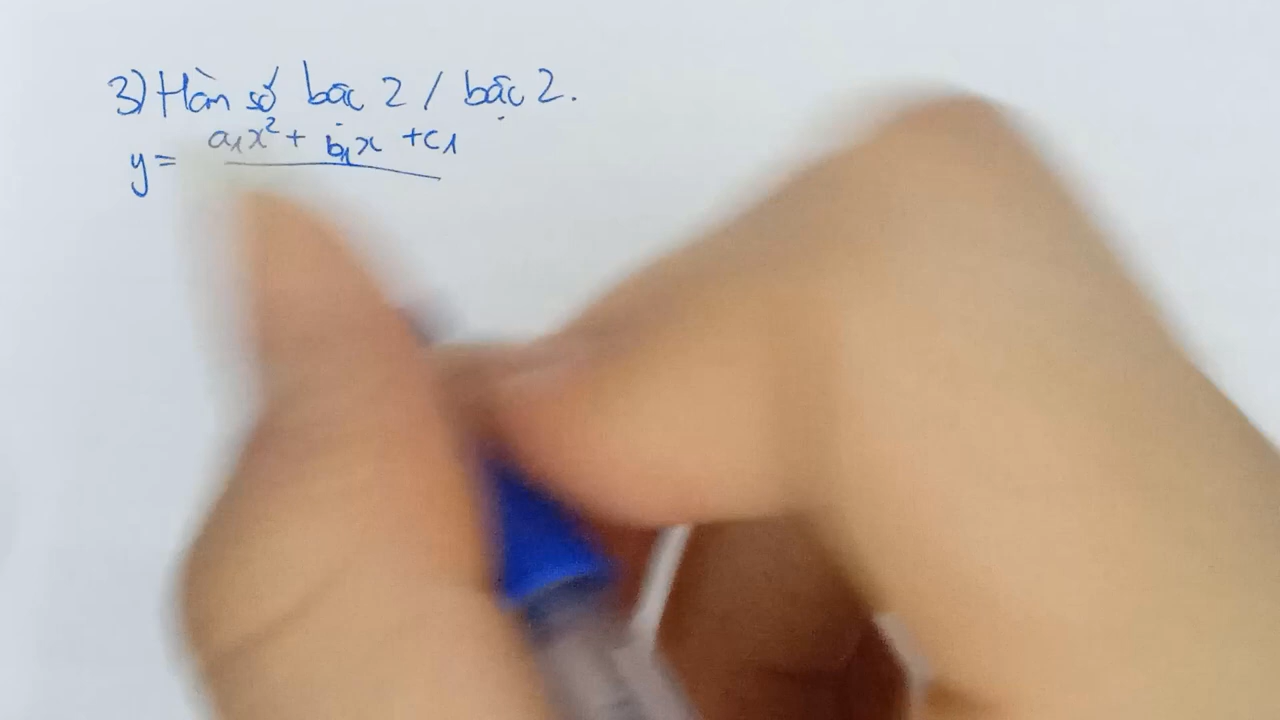 3) Hàm số bậc 2 / bậc 2.
y = a₁x² + b₁x + c₁